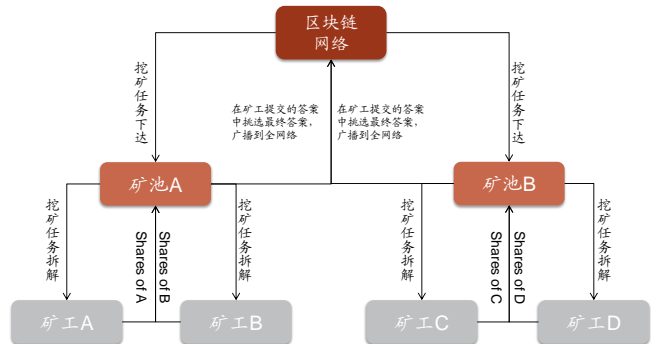 区块链
网络
挖矿任务下达
在矿工提交的答案
中挑选最终答案,
广播到全网络
在矿工提交的答案
中挑选最终答案,
广播到全网络
挖矿任务下达
矿池A
矿池B
挖矿任务拆解
Shares of A
Shares of B
挖矿任务拆解
挖矿任务拆解
Shares of C
Shares of D
挖矿任务拆解
矿工A
矿工B
矿工C
矿工D